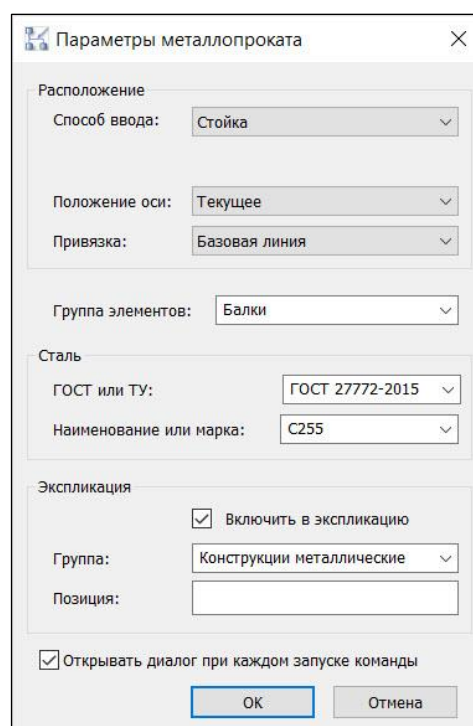 Параметры металлопроката
Расположение
Способ ввода: Стойка
Положение оси: Текущее
Привязка: Базовая линия
Группа элементов: Балки
Сталь
ГОСТ или ТУ: ГОСТ 27772-2015
Наименование или марка: С255
Экспликация
Включить в экспликацию
Группа: Конструкции металлические
Позиция:
Открывать диалог при каждом запуске команды
ОК Отмена